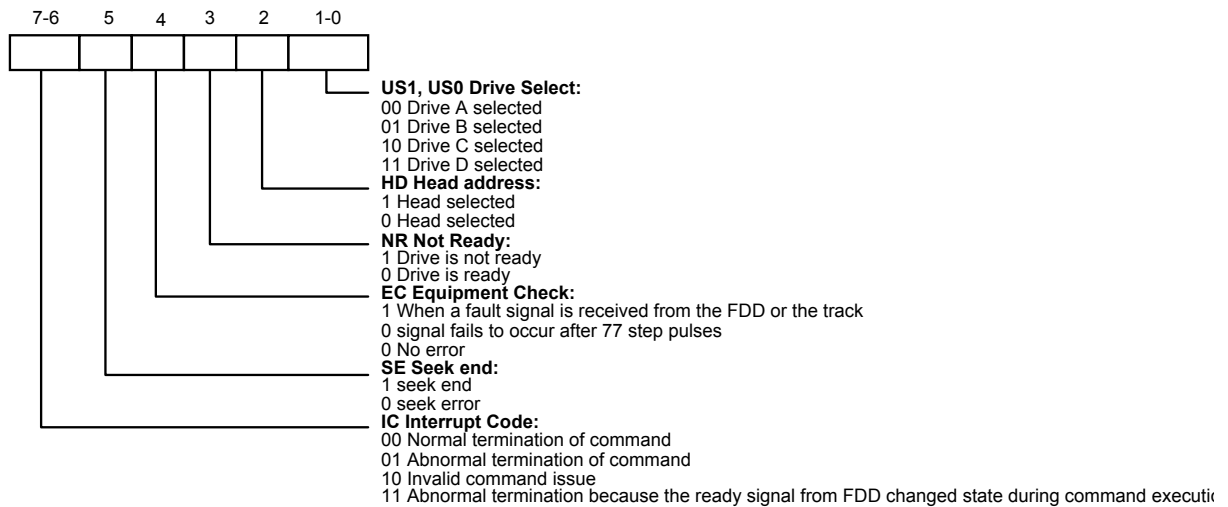 7-6 5 4 3 2 1-0
US1, US0 Drive Select:
00 Drive A selected
01 Drive B selected
10 Drive C selected
11 Drive D selected
HD Head address:
1 Head selected
0 Head selected
NR Not Ready:
1 Drive is not ready
0 Drive is ready
EC Equipment Check:
1 When a fault signal is received from the FDD or the track
0 signal fails to occur after 77 step pulses
0 No error
SE Seek end:
1 seek end
0 seek error
IC Interrupt Code:
00 Normal termination of command
01 Abnormal termination of command
10 Invalid command issue
11 Abnormal termination because the ready signal from FDD changed state during command